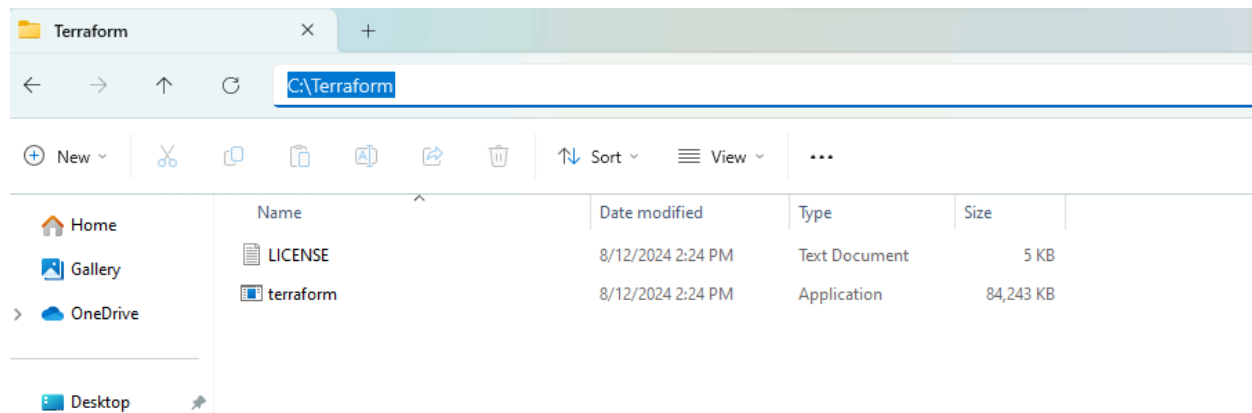 Terraform
C:\Terraform
New Sort View
Name Date modified Type Size
Home
LICENSE 8/12/2024 2:24 PM Text Document 5 KB
Gallery
terraform 8/12/2024 2:24 PM Application 84,243 KB
OneDrive
Desktop